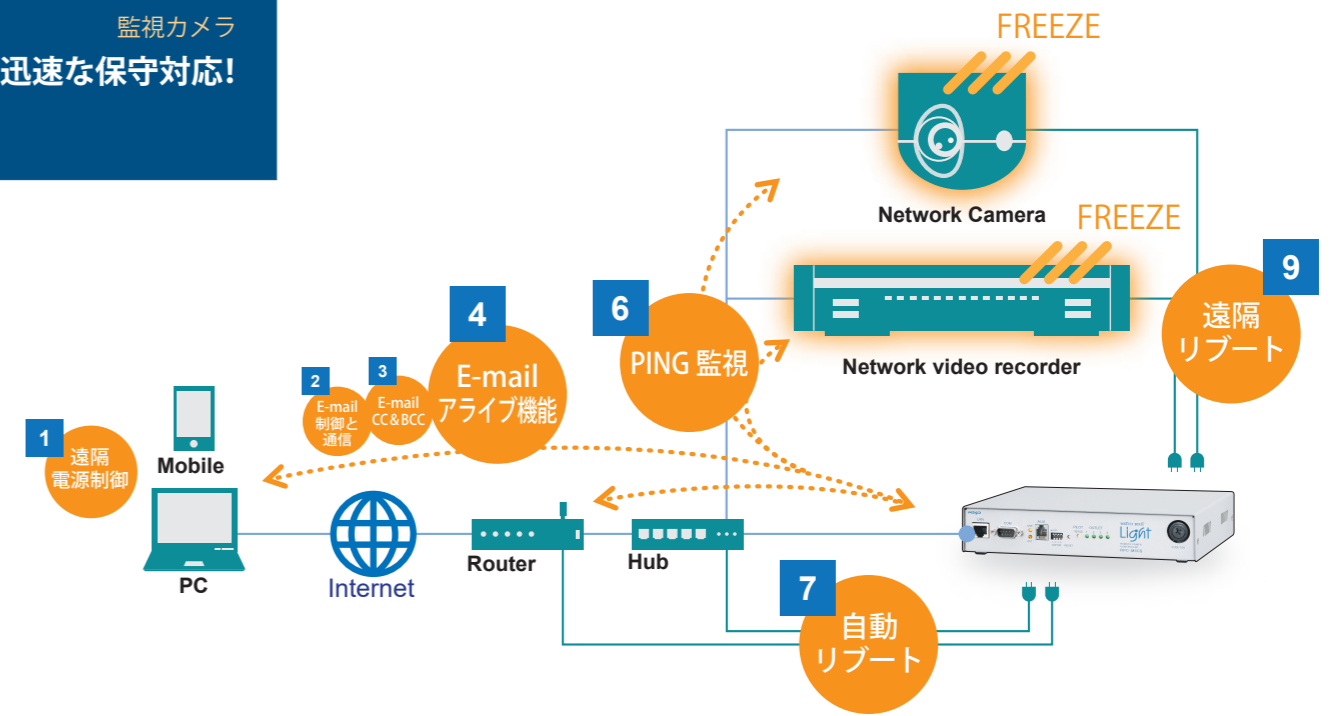 監視カメラ
迅速な保守対応!
FREEZE
Network Camera
FREEZE
9
遠隔
リブート
6
PING 監視
Network video recorder
4
E-mail
アライブ機能
3
E-mail
CC&BCC
2
E-mail
制御と
通信
1
遠隔
電源制御
Mobile
PC
Internet
Router
Hub
Light
7
自動
リブート